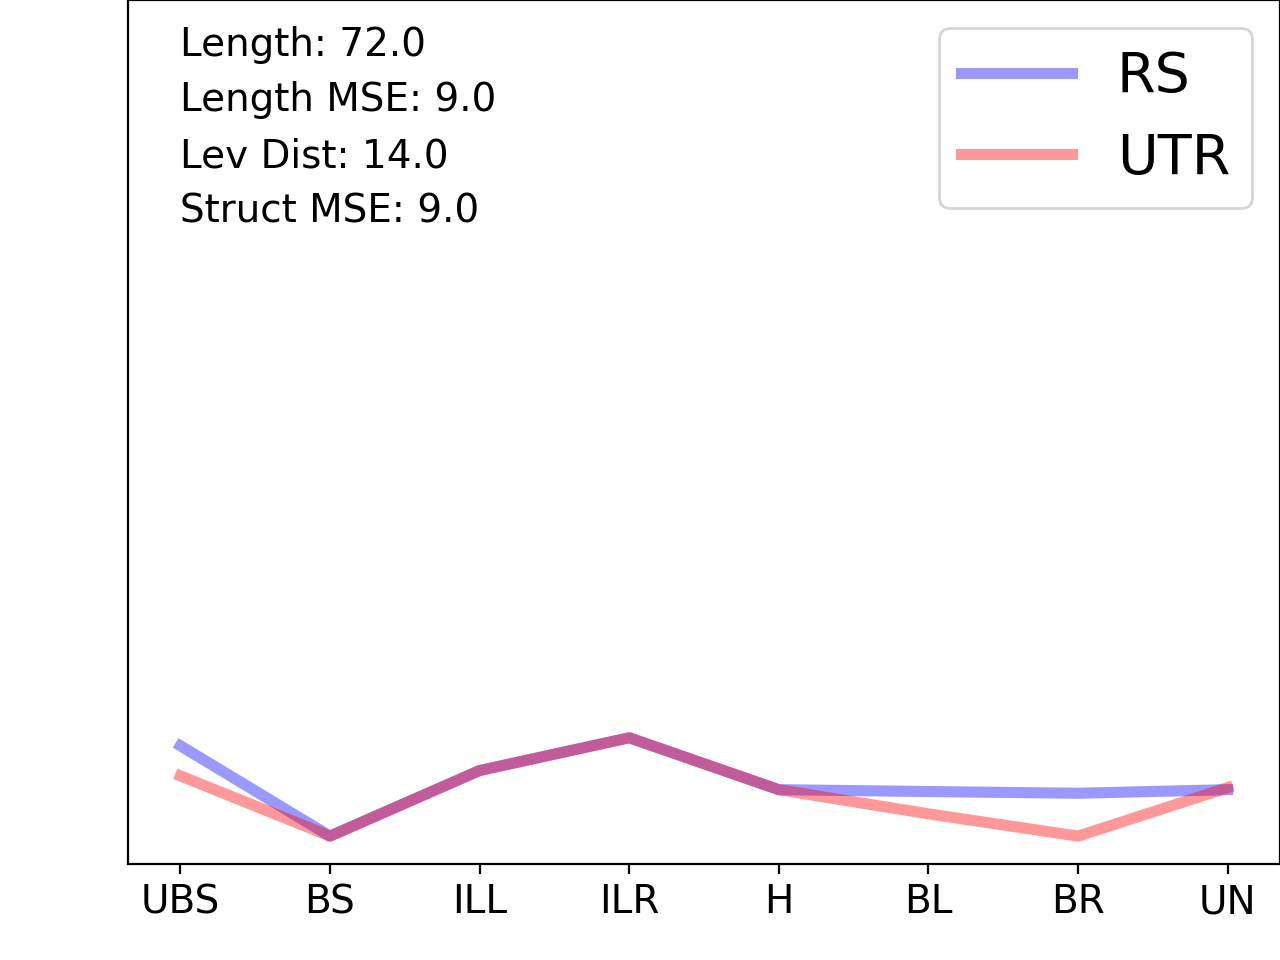 Length: 72.0
Length MSE: 9.0
Lev Dist: 14.0
Struct MSE: 9.0
RS
UTR
UBS BS ILL ILR H BL BR UN